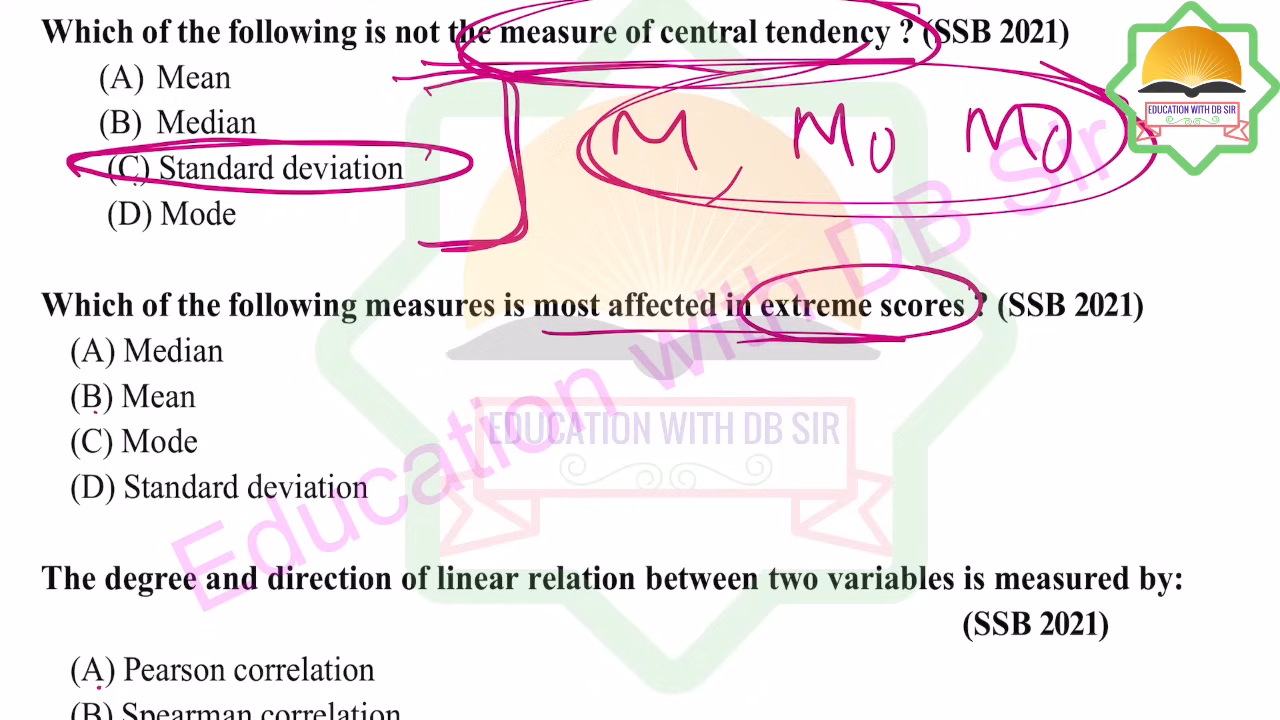 Which of the following is not the measure of central tendency ? (SSB 2021)
(A) Mean
(B) Median
(C) Standard deviation
(D) Mode
M, M0 M0
EDUCATION WITH DB SIR
Which of the following measures is most affected in extreme scores ? (SSB 2021)
(A) Median
(B) Mean
(C) Mode
(D) Standard deviation
EDUCATION WITH DB SIR
Education with DB Sir
The degree and direction of linear relation between two variables is measured by:
(SSB 2021)
(A) Pearson correlation
(B) Spearman correlation